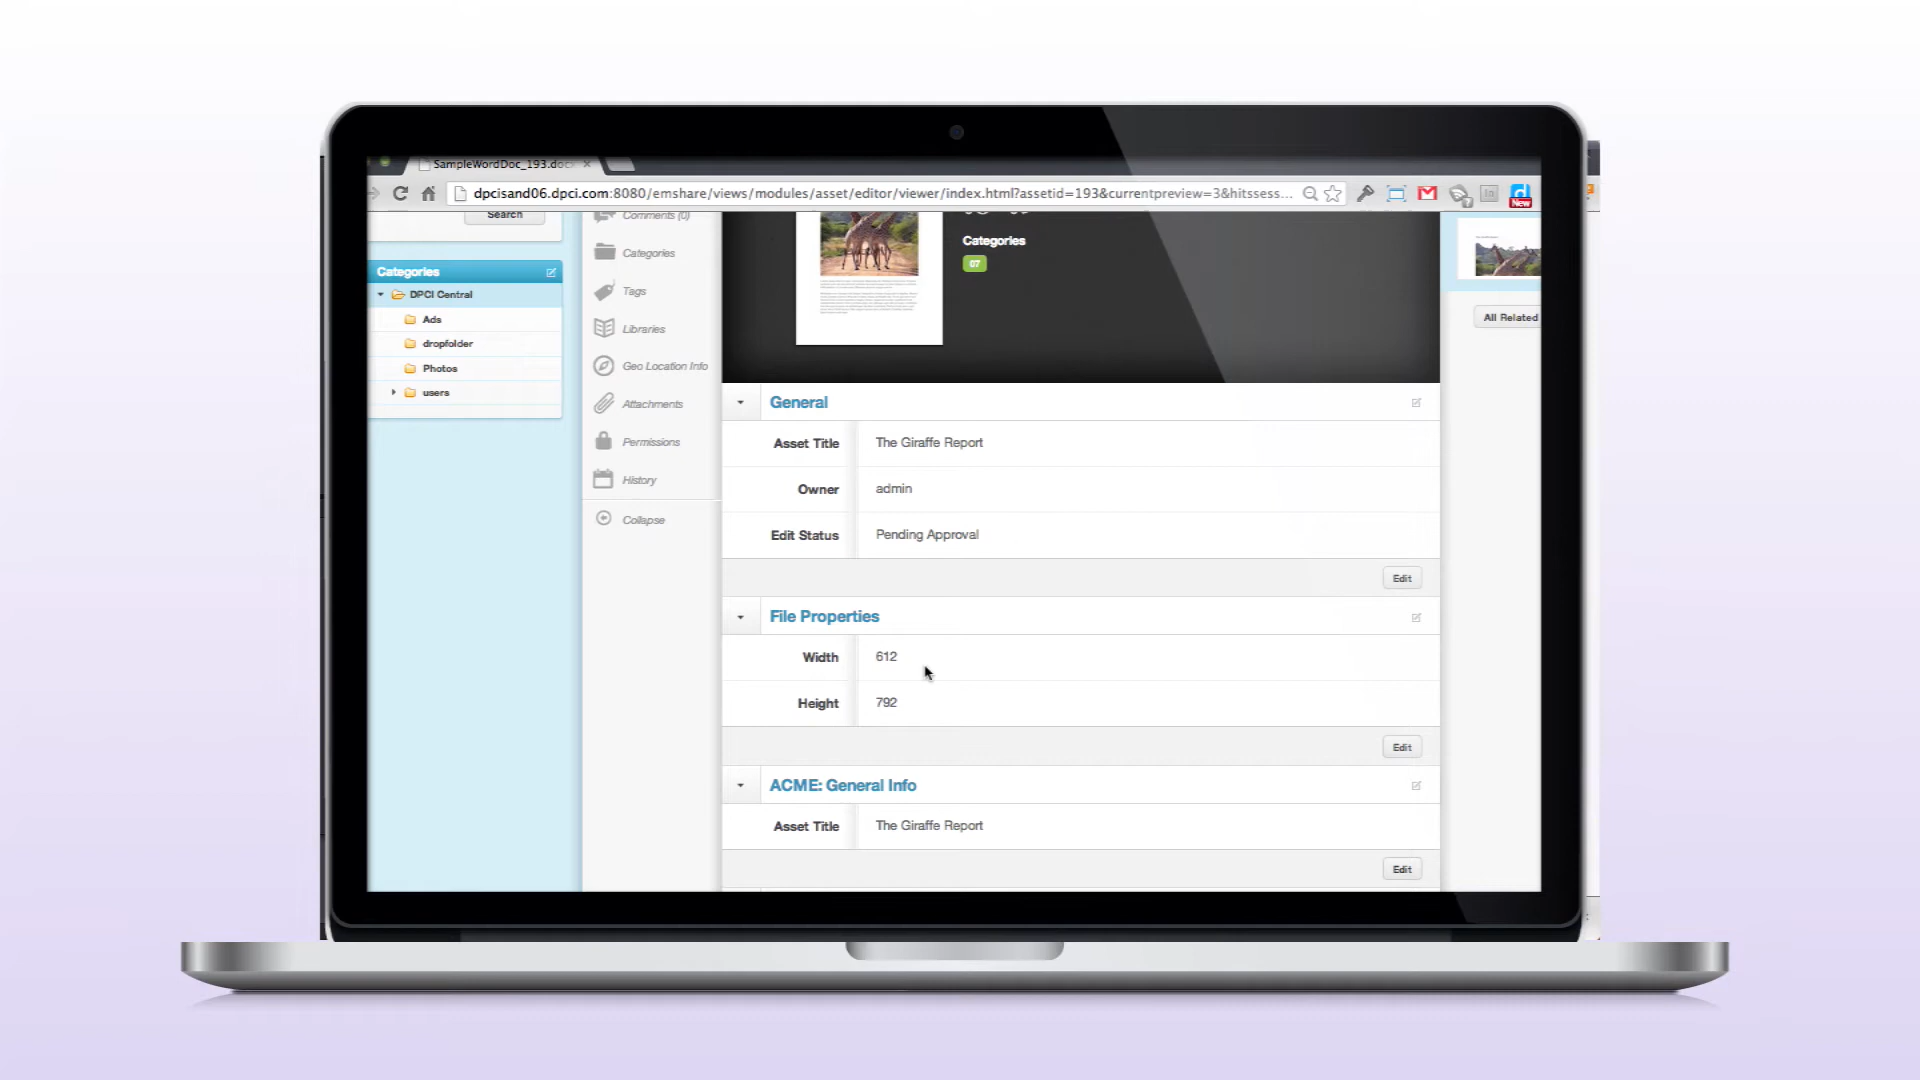 SampleWordDoc_193.docx
dpcisand06.dpci.com:8080/emshare/views/modules/asset/editor/viewer/index.html?assetid=193&currentpreview=3&hitssess...
New
Search
Categories
DPCI Central
Ads
dropfolder
Photos
users
Comments (0)
Categories
Tags
Libraries
Geo Location Info
Attachments
Permissions
History
Collapse
Categories
07
General
Asset Title The Giraffe Report
Owner admin
Edit Status Pending Approval
Edit
File Properties
Width 612
Height 792
Edit
ACME: General Info
Asset Title The Giraffe Report
Edit
All Related